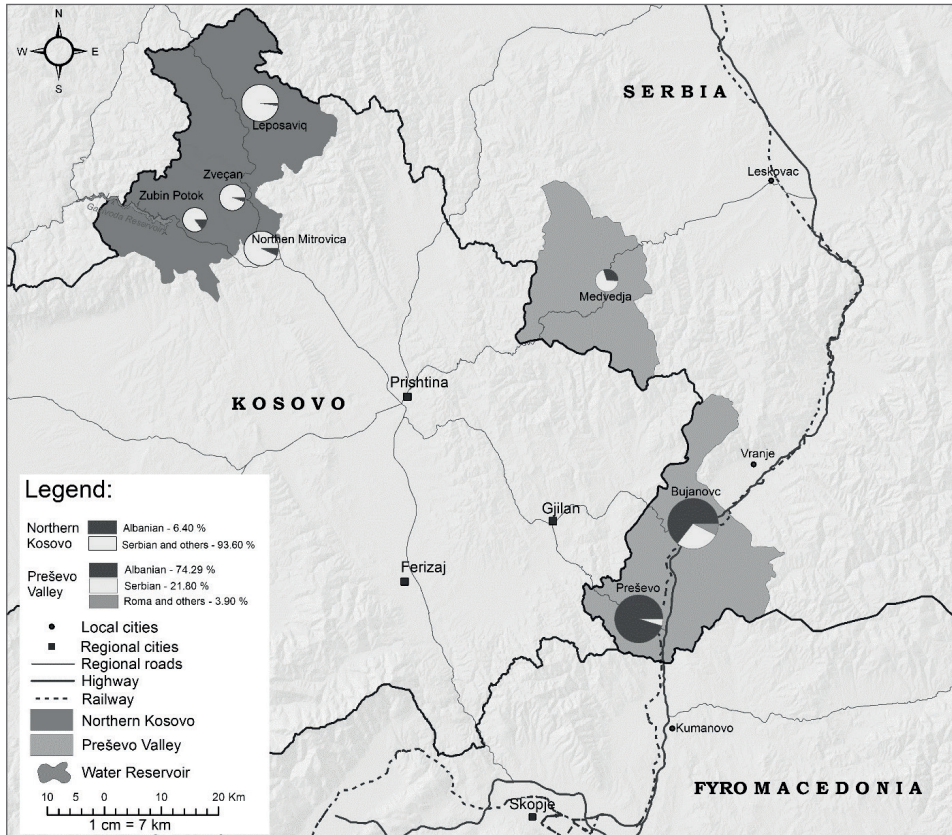 N
W E
S
SERBIA
Leposaviq
Zveçan
Zubin Potok
Northen Mitrovica
Leskovac
Medvedja
Prishtina
KOSOVO
Vranje
Bujanovc
Gjilan
Ferizaj
Preševo
Kumanovo
FYROMACEDONIA
Skopje
Legend:
Northern Kosovo
Albanian - 6.40 %
Serbian and others - 93.60 %
Preševo Valley
Albanian - 74.29 %
Serbian - 21.80 %
Roma and others - 3.90 %
Local cities
Regional cities
Regional roads
Highway
Railway
Northern Kosovo
Preševo Valley
Water Reservoir
10 5 0 10 20 Km
1 cm = 7 km